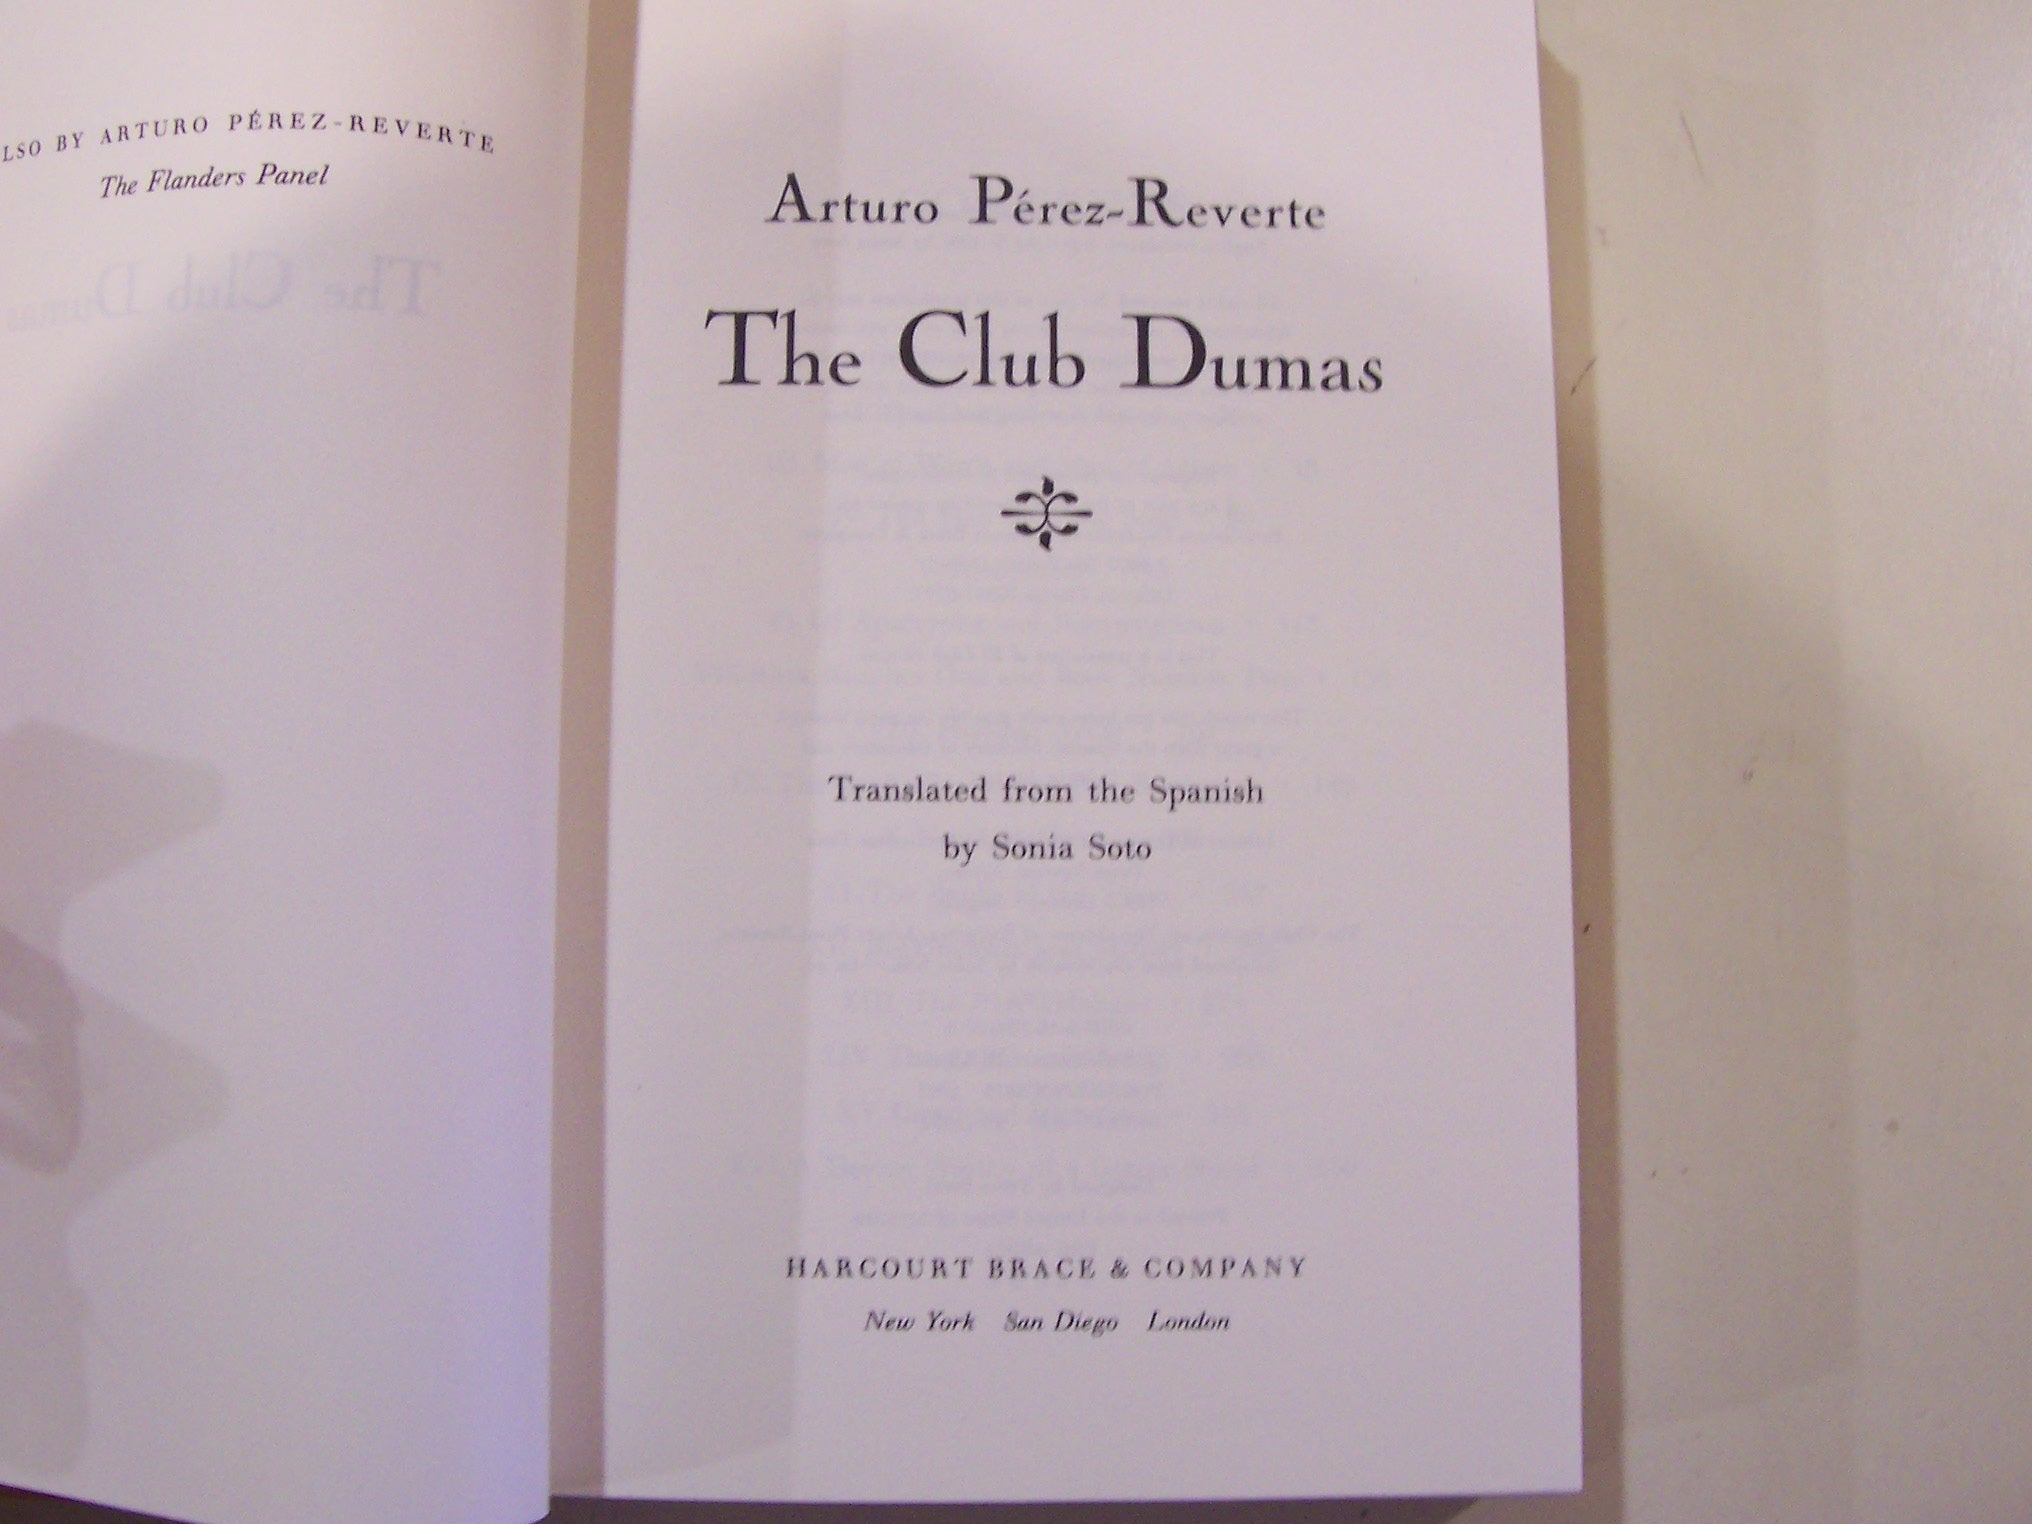 LSO BY ARTURO PÉREZ-REVERTE
The Flanders Panel
Arturo Pérez-Reverte
The Club Dumas
Translated from the Spanish
by Sonia Soto
HARCOURT BRACE & COMPANY
New York San Diego London